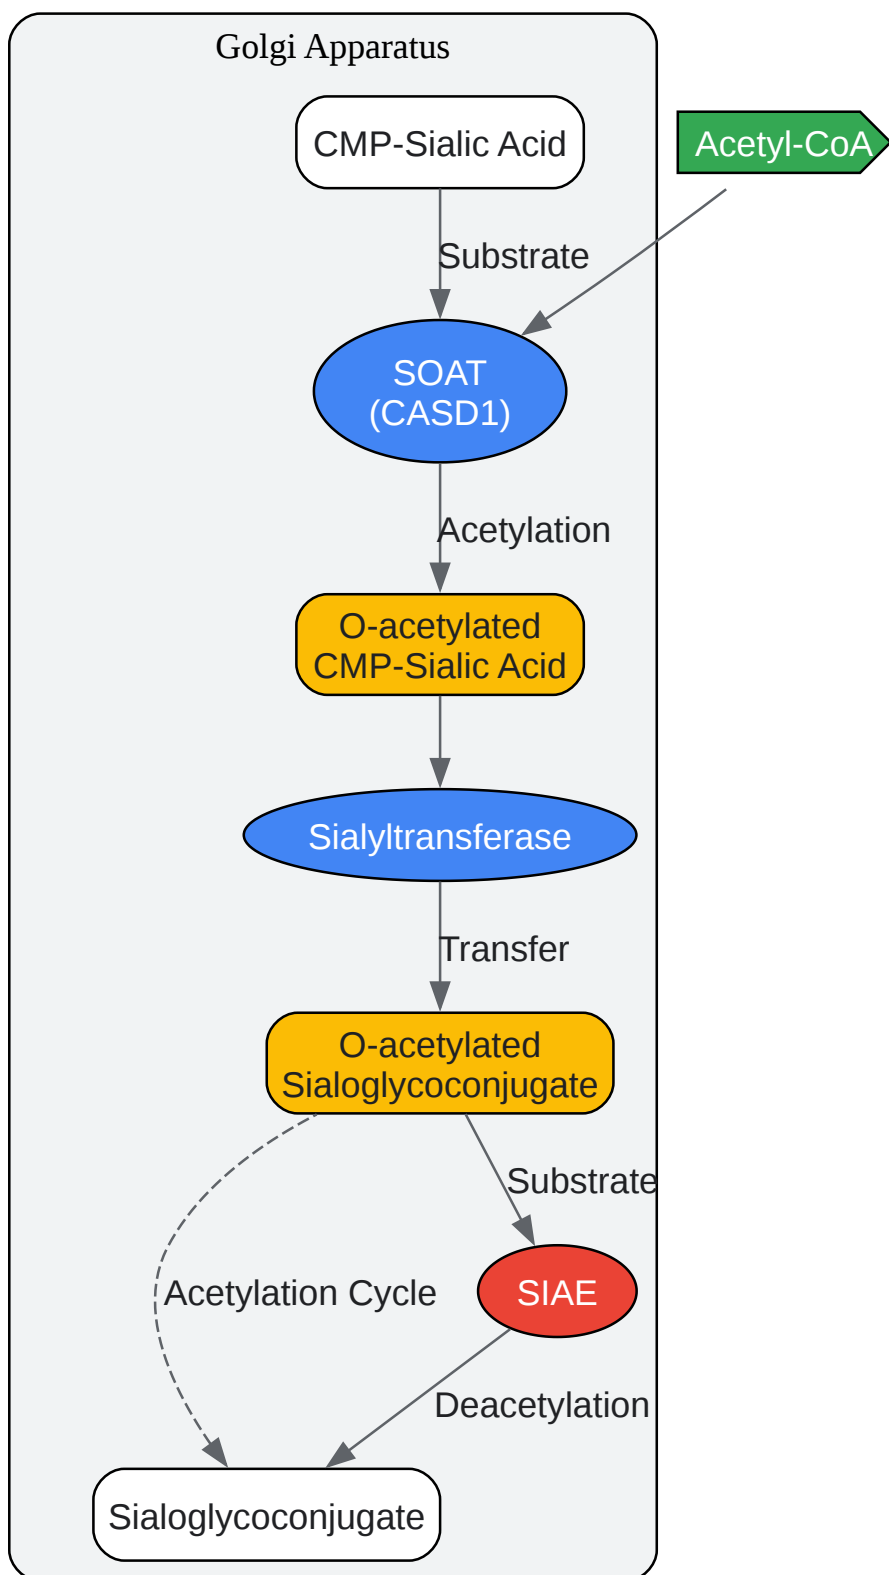 Golgi Apparatus
CMP-Sialic Acid
Acetyl-CoA
Substrate
SOAT
(CASD1)
Acetylation
O-acetylated
CMP-Sialic Acid
Sialyltransferase
Transfer
O-acetylated
Sialoglycoconjugate
Substrate
Acetylation Cycle
SIAE
Deacetylation
Sialoglycoconjugate